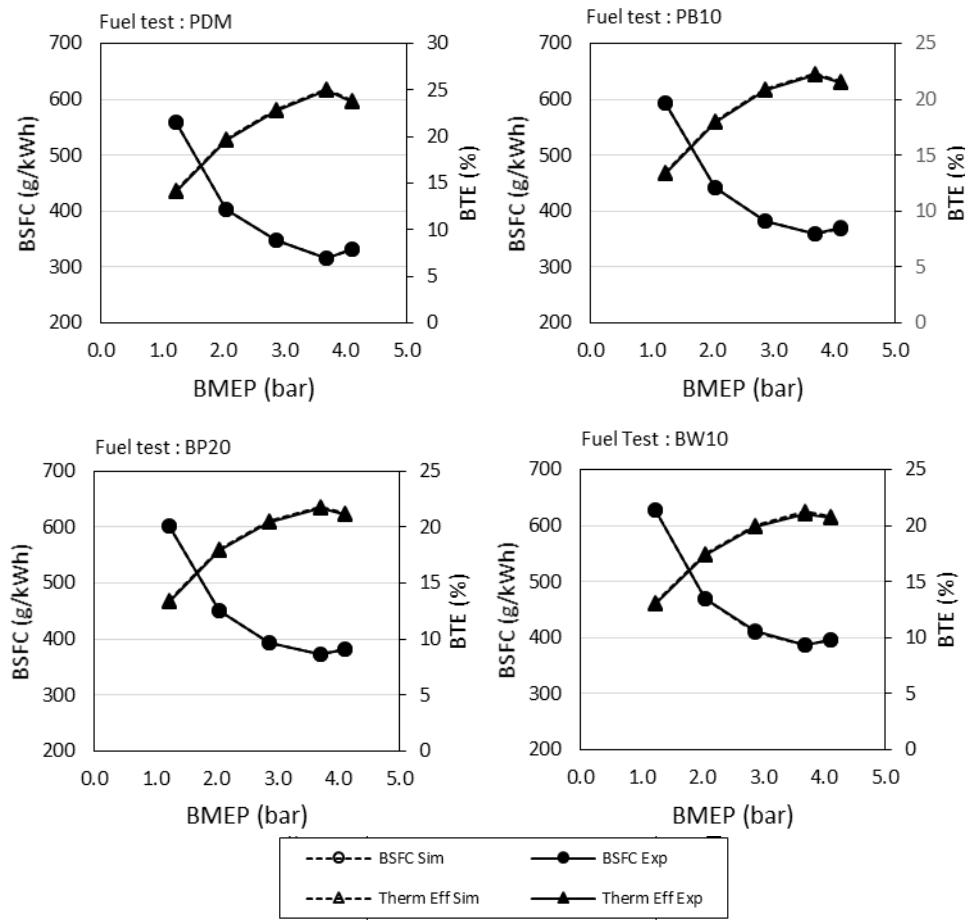 Fuel test : PDM
700
600
500
400
300
200
BSFC (g/kWh)
30
25
20
15
10
5
0
BTE (%)
0.0 1.0 2.0 3.0 4.0 5.0
BMEP (bar)
Fuel test : PB10
700
600
500
400
300
200
BSFC (g/kWh)
25
20
15
10
5
0
BTE (%)
0.0 1.0 2.0 3.0 4.0 5.0
BMEP (bar)
Fuel test : BP20
700
600
500
400
300
200
BSFC (g/kWh)
25
20
15
10
5
0
BTE (%)
0.0 1.0 2.0 3.0 4.0 5.0
BMEP (bar)
Fuel Test : BW10
700
600
500
400
300
200
BSFC (g/kWh)
25
20
15
10
5
0
BTE (%)
0.0 1.0 2.0 3.0 4.0 5.0
BMEP (bar)
BSFC Sim BSFC Exp
Therm Eff Sim Therm Eff Exp